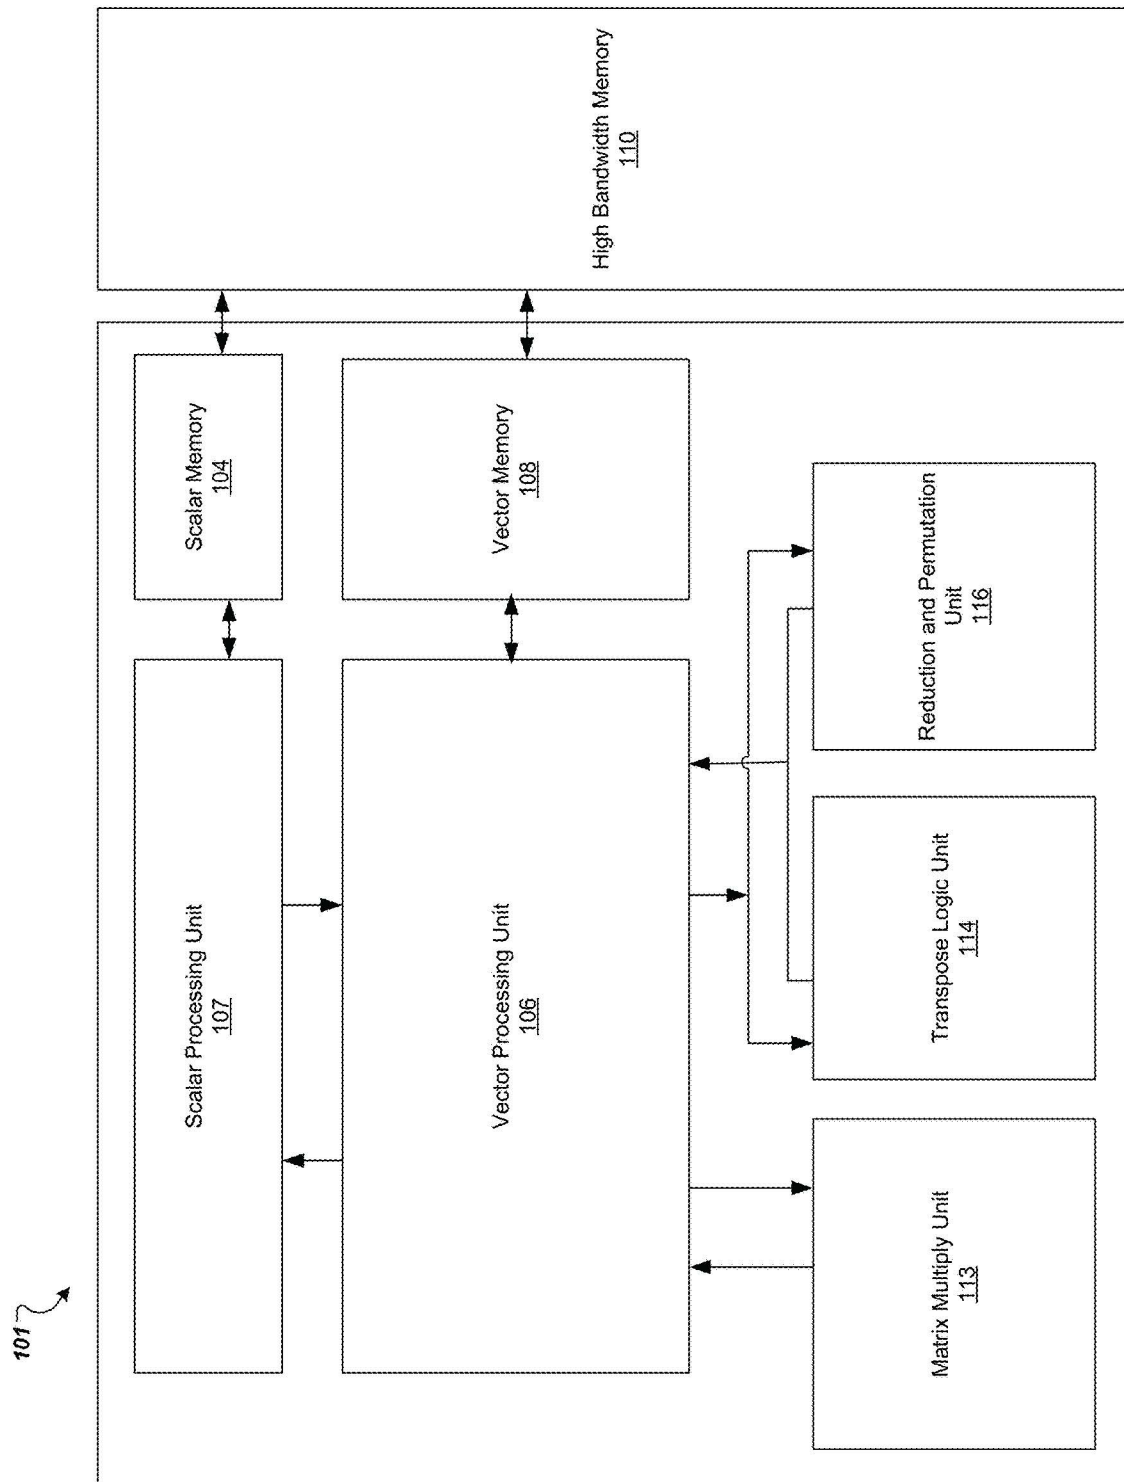 101
Scalar Processing Unit
107
Scalar Memory
104
Vector Processing Unit
106
Vector Memory
108
High Bandwidth Memory
110
Matrix Multiply Unit
113
Transpose Logic Unit
114
Reduction and Permutation
Unit
116